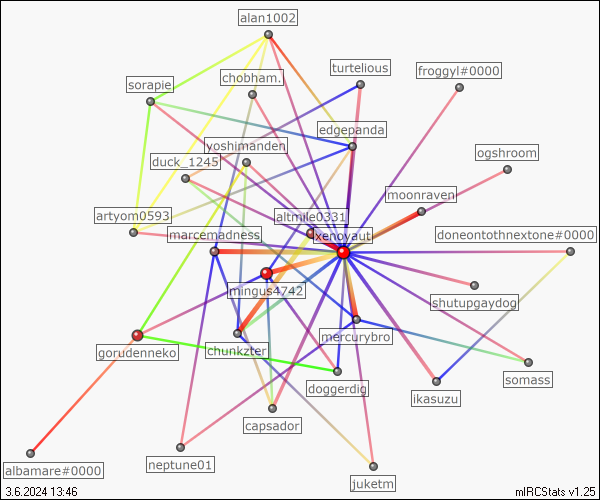 alan1002
turtelious
froggyl#0000
chobham.
sorapie
edgepanda
yoshimanden
ogshroom
duck_1245
moonraven
artyom0593
altmile0331
marcemadness
xenoyaut
doneontothnextone#0000
mingus4742
shutupgaydog
mercurybro
gorudenneko
chunkzter
somass
doggerdig
ikasuzu
capsador
neptune01
albamare#0000
juketm
3.6.2024 13:46
mIRCStats v1.25